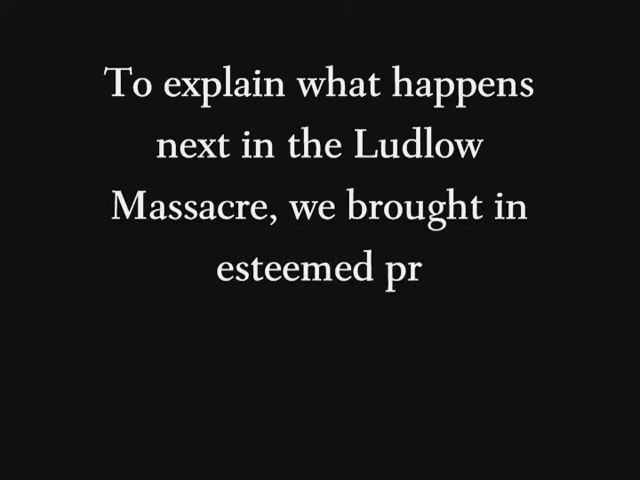 To explain what happens
next in the Ludlow
Massacre, we brought in
esteemed pr